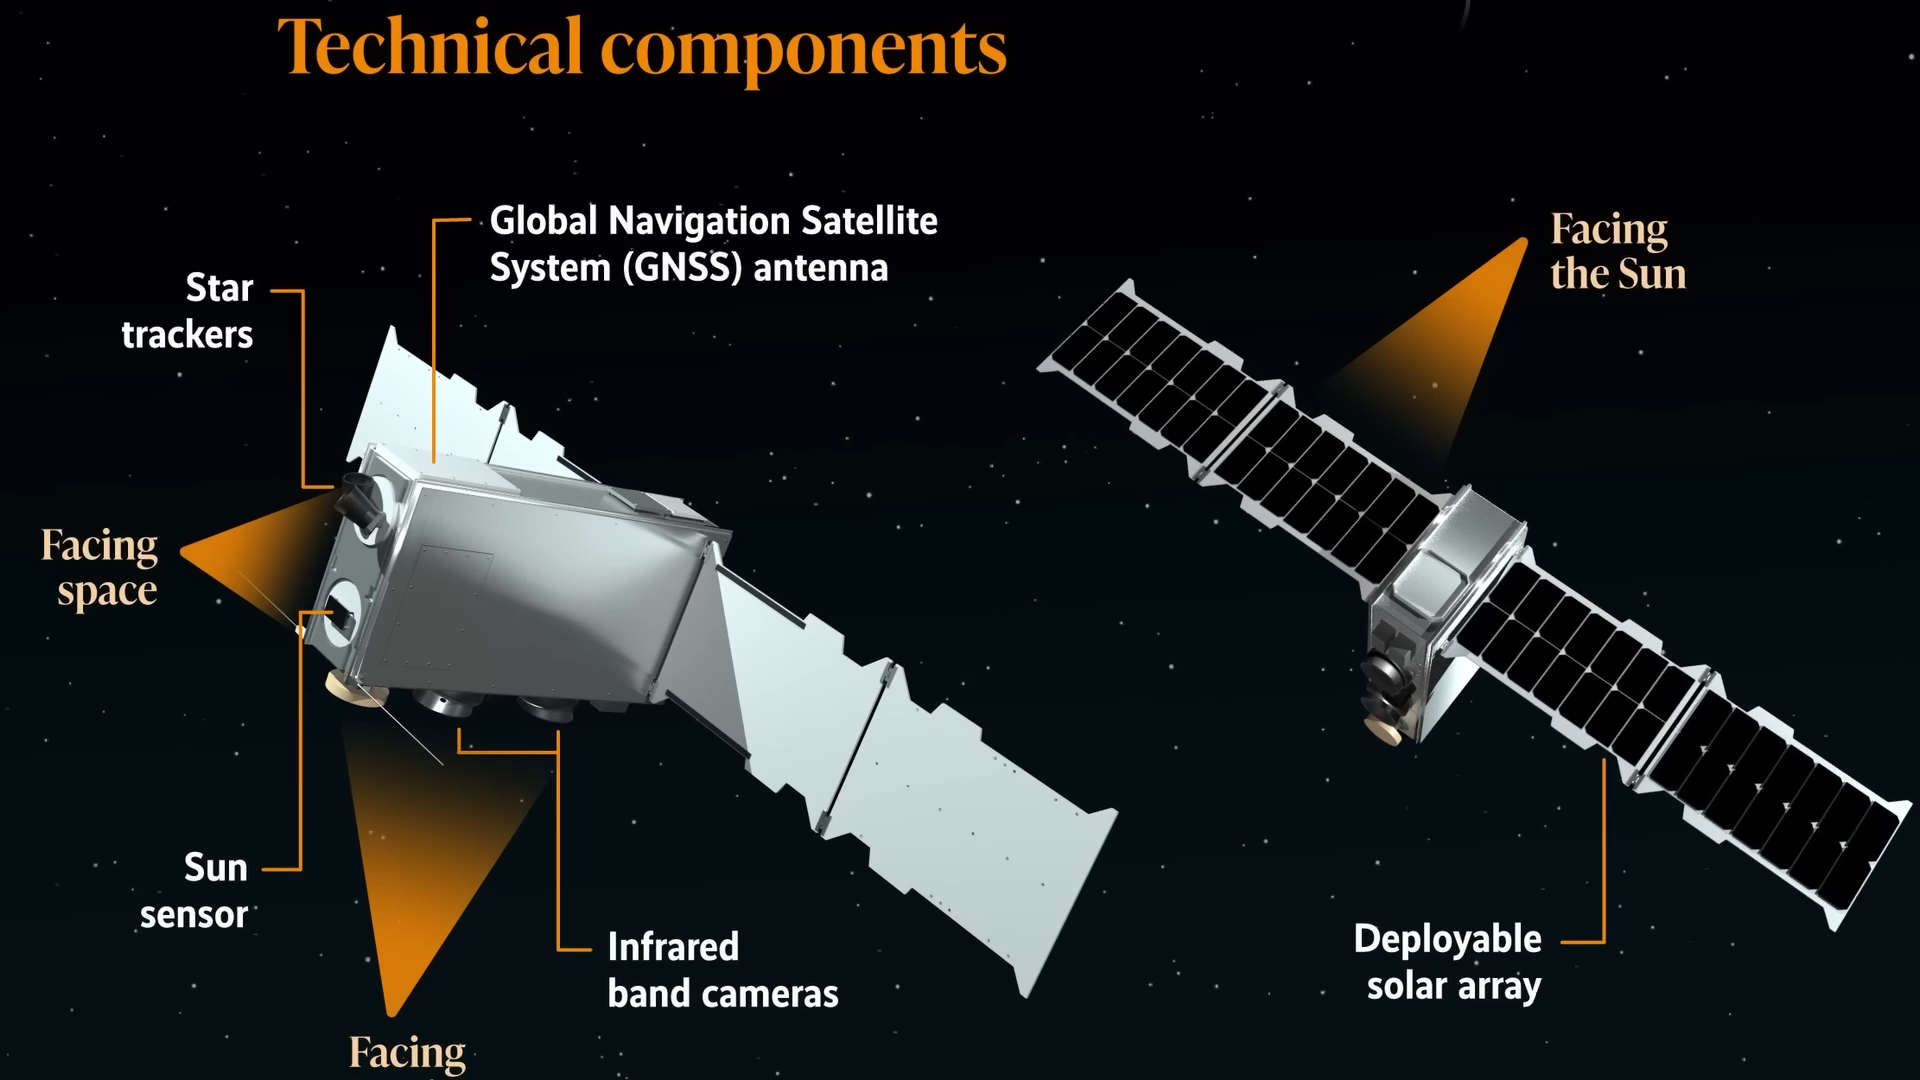 Technical components
Global Navigation Satellite
System (GNSS) antenna
Star
trackers
Facing
space
Sun
sensor
Infrared
band cameras
Facing
Facing
the Sun
Deployable
solar array